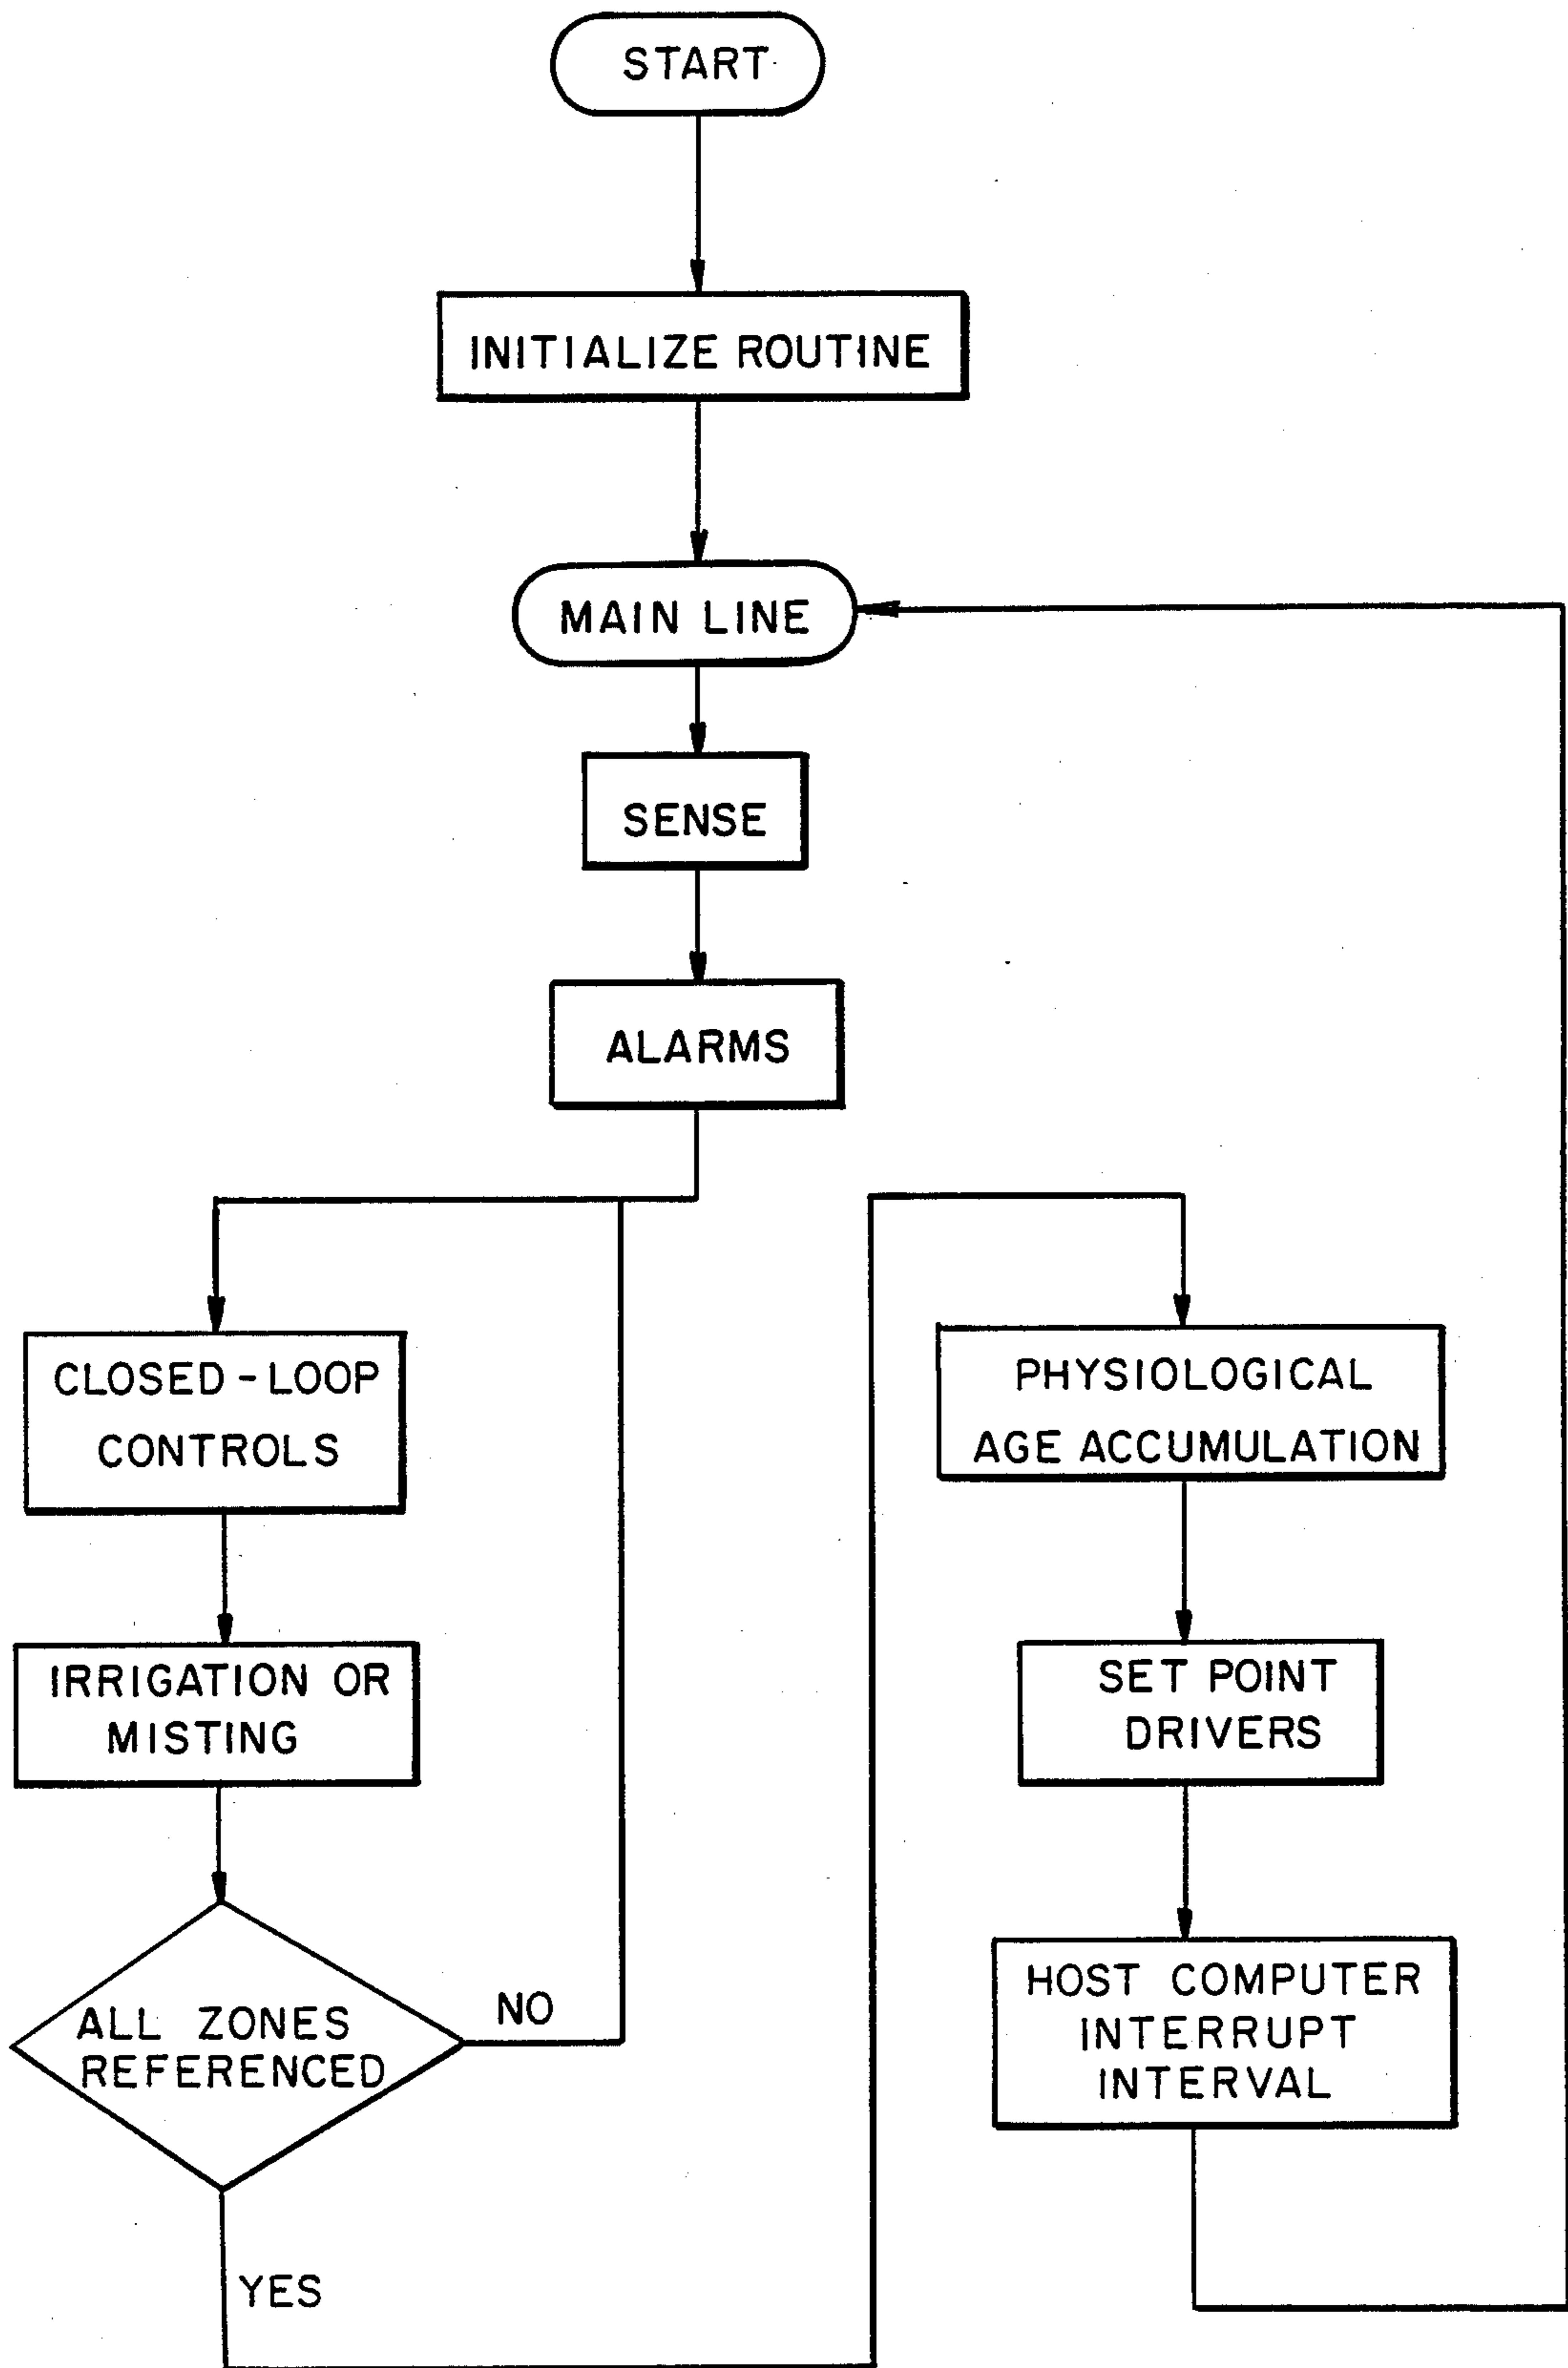 START
INITIALIZE ROUTINE
MAIN LINE
SENSE
ALARMS
CLOSED-LOOP
CONTROLS
IRRIGATION OR
MISTING
ALL ZONES
REFERENCED
NO
YES
PHYSIOLOGICAL
AGE ACCUMULATION
SET POINT
DRIVERS
HOST COMPUTER
INTERRUPT
INTERVAL